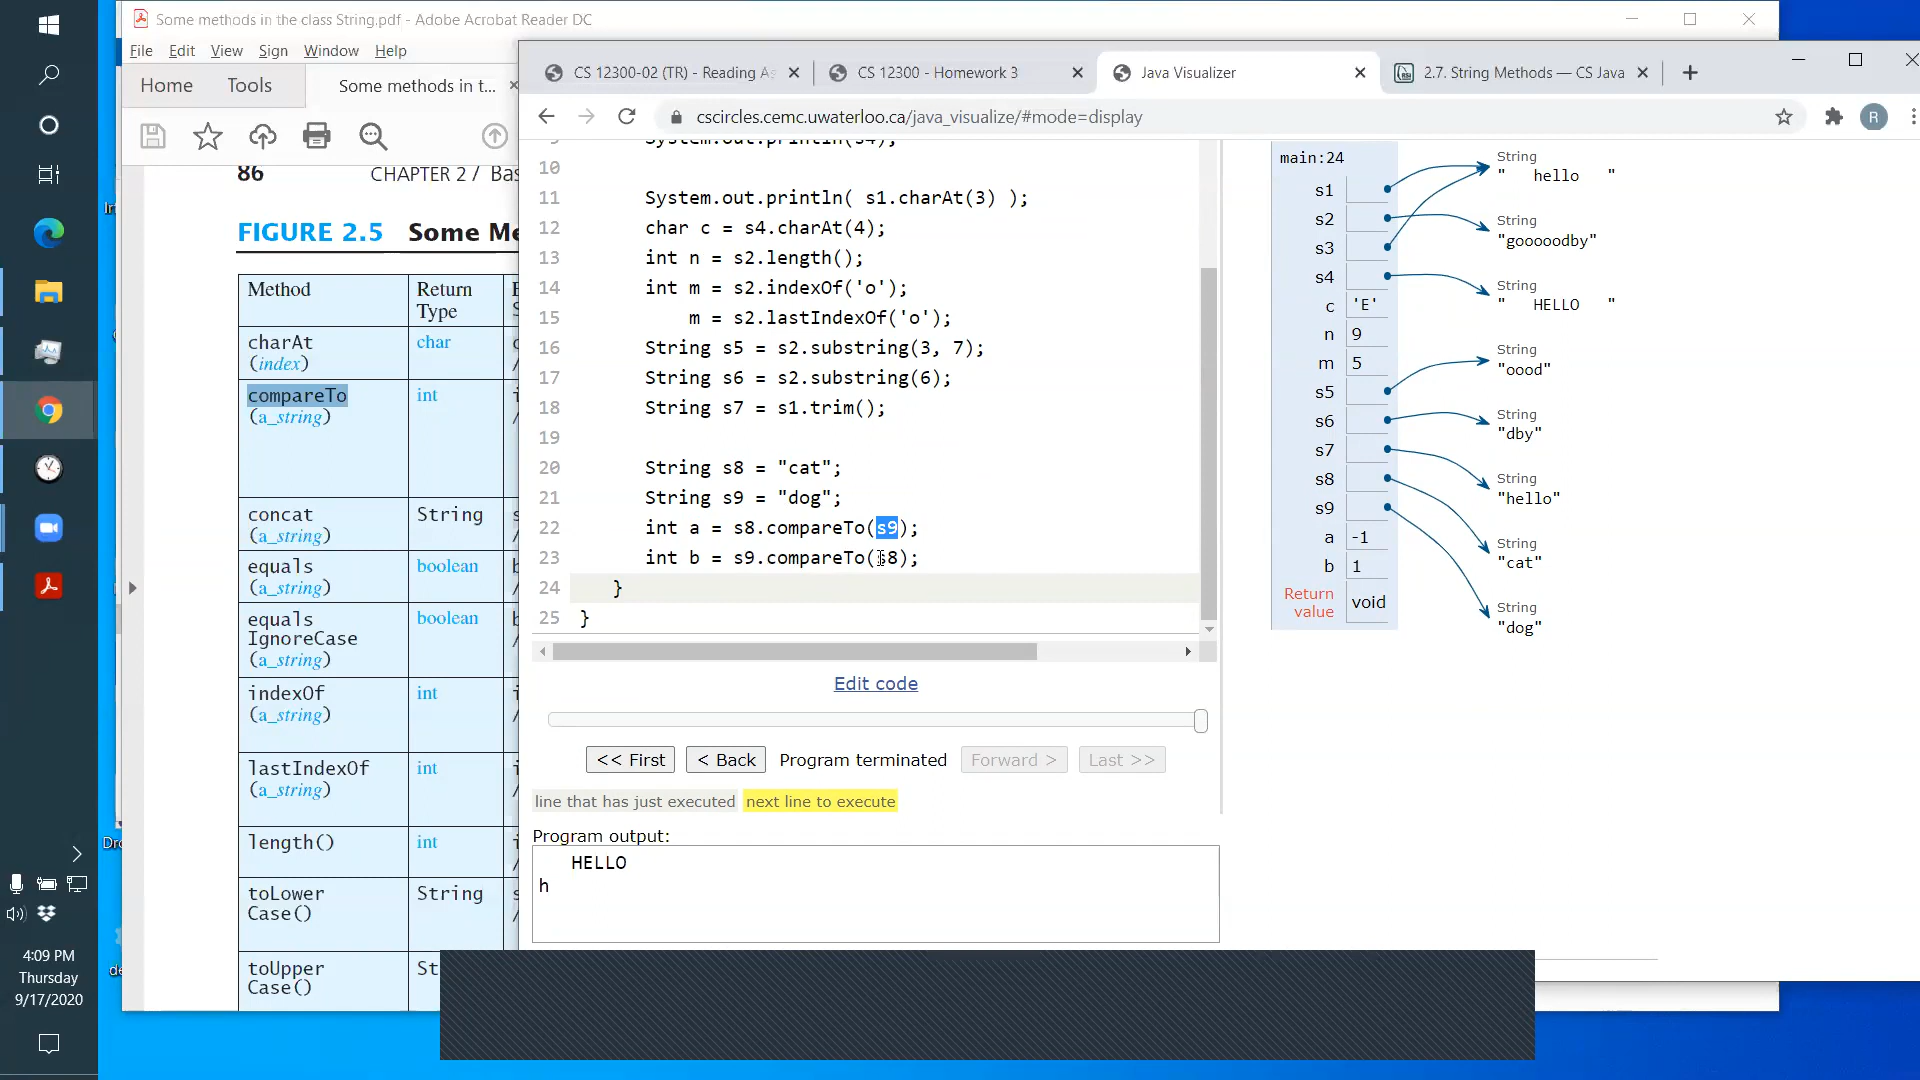 Some methods in the class String.pdf - Adobe Acrobat Reader DC
File Edit View Sign Window Help
Home Tools Some methods in t... ×
86 CHAPTER 2 /
FIGURE 2.5 Some
Method Return
Type
charAt char
(index)
compareTo int
(a_string)
concat String
(a_string)
equals boolean
(a_string)
equals boolean
IgnoreCase
(a_string)
indexOf int
(a_string)
lastIndexOf int
(a_string)
length() int
toLower String
Case()
toUpper
Case()
CS 12300-02 (TR) - Reading
CS 12300 - Homework 3
Java Visualizer
2.7. String Methods — CS Java
cscircles.cemc.uwaterloo.ca/java_visualize/#mode=display
R
9 System.out.println(s4);
10
11 System.out.println( s1.charAt(3) );
12 char c = s4.charAt(4);
13 int n = s2.length();
14 int m = s2.indexOf('o');
15 m = s2.lastIndexOf('o');
16 String s5 = s2.substring(3, 7);
17 String s6 = s2.substring(6);
18 String s7 = s1.trim();
19
20 String s8 = "cat";
21 String s9 = "dog";
22 int a = s8.compareTo(s9);
23 int b = s9.compareTo(s8);
24 }
25 }
Edit code
<< First < Back Program terminated Forward > Last >>
line that has just executed next line to execute
Program output:
HELLO
h
main:24
s1
s2
s3
s4
c 'E'
n 9
m 5
s5
s6
s7
s8
s9
a -1
b 1
Return
value void
String
"   hello   "
String
"gooooodby"
String
"   HELLO   "
String
"oood"
String
"dby"
String
"hello"
String
"cat"
String
"dog"
4:09 PM
Thursday
9/17/2020